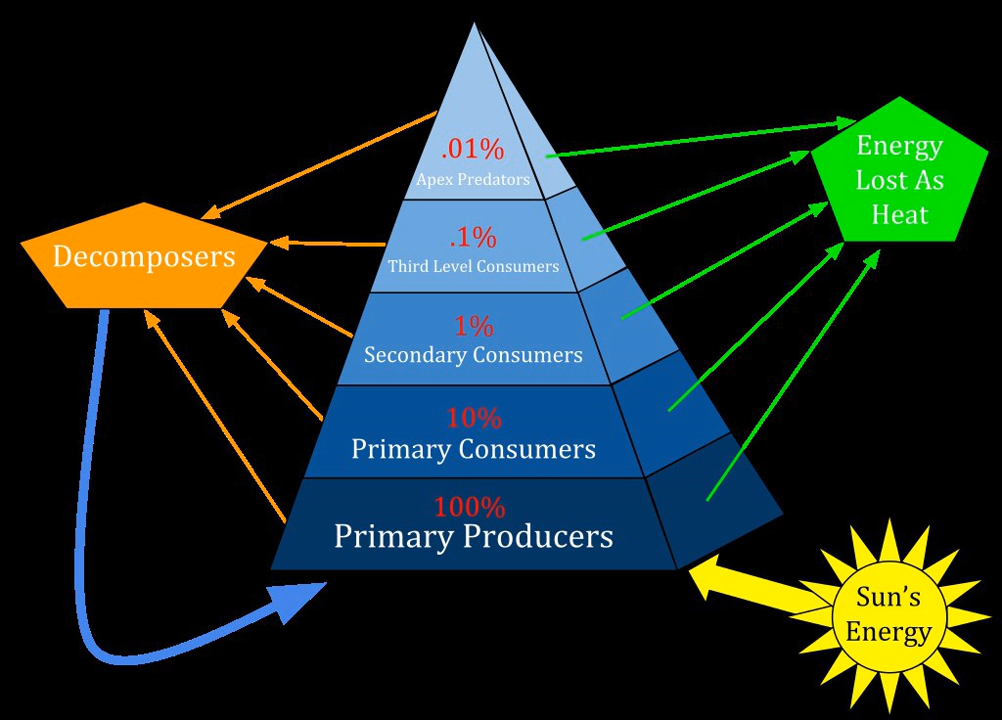 .01%
Apex Predators
.1%
Third Level Consumers
1%
Secondary Consumers
10%
Primary Consumers
100%
Primary Producers
Decomposers
Energy
Lost As
Heat
Sun's
Energy